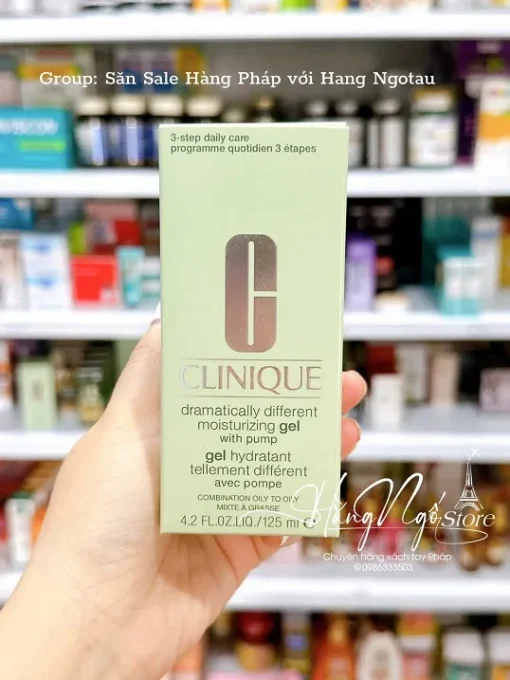 Group: Săn Sale Hàng Pháp với Hang Ngotau
3-step daily care
programme quotidien 3 étapes
C
CLINIQUE
dramatically different
moisturizing gel
with pump
gel hydratant
tellement différent
avec pompe
COMBINATION OILY TO OILY
MIXTE À GRASSE
4.2 FL.OZ.LIQ./125 ml e
Hằng Ngố Store
Chuyên hàng xách tay Pháp
0986333503